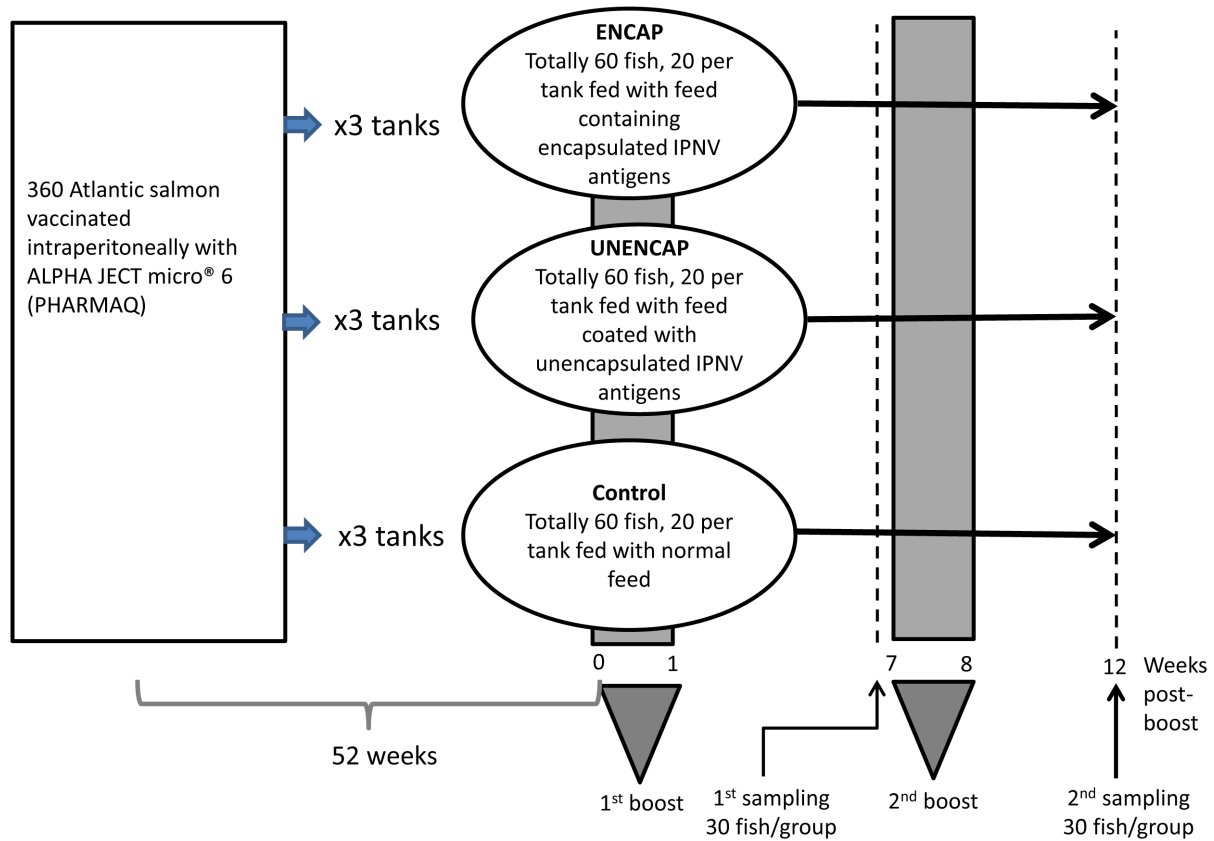 360 Atlantic salmon
vaccinated
intraperitoneally with
ALPHA JECT micro® 6
(PHARMAQ)
x3 tanks
x3 tanks
x3 tanks
ENCAP
Totally 60 fish, 20 per
tank fed with feed
containing
encapsulated IPNV
antigens
UNENCAP
Totally 60 fish, 20 per
tank fed with feed
coated with
unencapsulated IPNV
antigens
Control
Totally 60 fish, 20 per
tank fed with normal
feed
0 1 7 8 12 Weeks
post-
boost
52 weeks
1st boost
1st sampling
30 fish/group
2nd boost
2nd sampling
30 fish/group